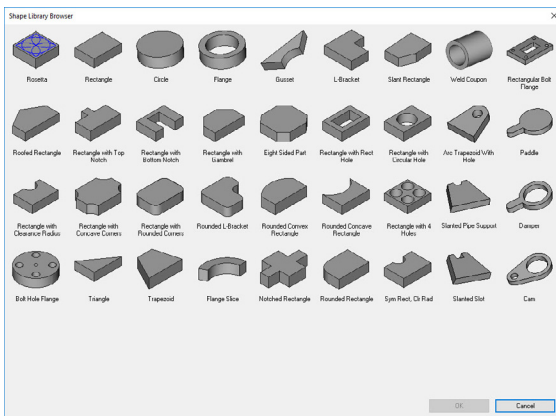 Shape Library Browser
Rosetta
Rectangle
Circle
Flange
Gusset
L-Bracket
Slant Rectangle
Weld Coupon
Rectangular Bolt
Flange
Roofed Rectangle
Rectangle with Top
Notch
Rectangle with
Bottom Notch
Rectangle with
Gambrel
Eight Sided Part
Rectangle with Rect
Hole
Rectangle with
Circular Hole
Arc Trapezoid With
Hole
Paddle
Rectangle with
Clearance Radius
Rectangle with
Concave Corners
Rectangle with
Rounded Corners
Rounded L-Bracket
Rounded Convex
Rectangle
Rounded Concave
Rectangle
Rectangle with 4
Holes
Slanted Pipe Support
Damper
Bolt Hole Flange
Triangle
Trapezoid
Flange Slice
Notched Rectangle
Rounded Rectangle
Sym Rect, Clr Rad
Slanted Slot
Cam
OK
Cancel